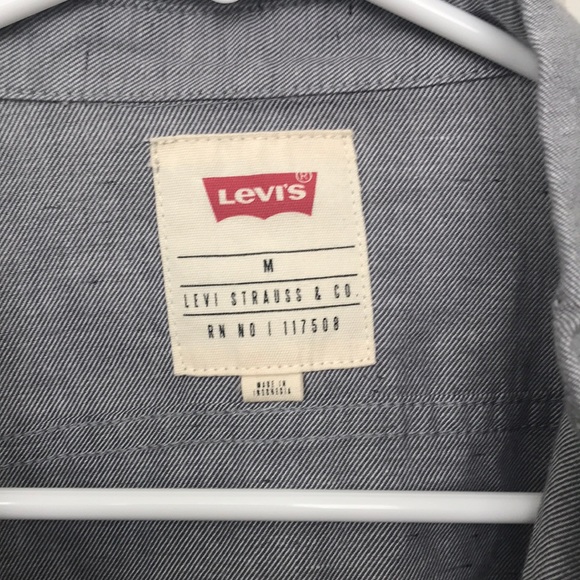 Levi's®
M
LEVI STRAUSS & CO.
RN NO | 117508
MADE IN
INDONESIA